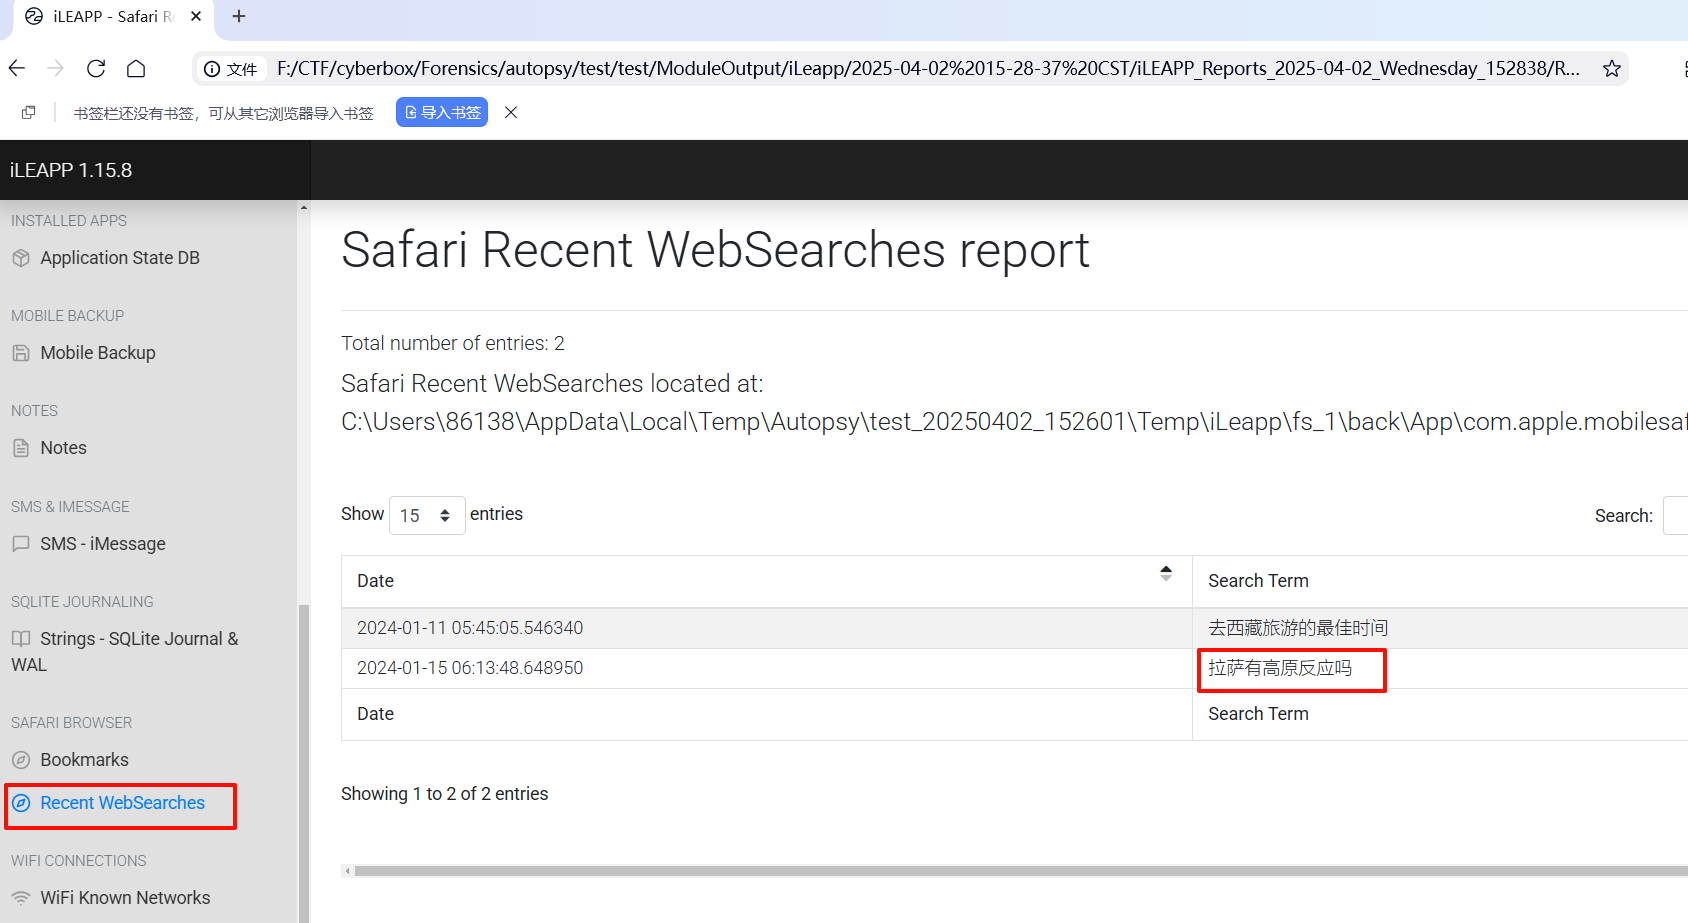 iLEAPP - Safari Re
文件
F:/CTF/cyberbox/Forensics/autopsy/test/test/ModuleOutput/iLeapp/2025-04-02%2015-28-37%20CST/iLEAPP_Reports_2025-04-02_Wednesday_152838/R...
书签栏还没有书签，可从其它浏览器导入书签
导入书签
iLEAPP 1.15.8
INSTALLED APPS
Application State DB
MOBILE BACKUP
Mobile Backup
NOTES
Notes
SMS & IMESSAGE
SMS - iMessage
SQLITE JOURNALING
Strings - SQLite Journal &
WAL
SAFARI BROWSER
Bookmarks
Recent WebSearches
WIFI CONNECTIONS
WiFi Known Networks
Safari Recent WebSearches report
Total number of entries: 2
Safari Recent WebSearches located at:
C:\Users\86138\AppData\Local\Temp\Autopsy\test_20250402_152601\Temp\iLeapp\fs_1\back\App\com.apple.mobilesaf
Show 15 entries
Search:
Date Search Term
2024-01-11 05:45:05.546340 去西藏旅游的最佳时间
2024-01-15 06:13:48.648950 拉萨有高原反应吗
Date Search Term
Showing 1 to 2 of 2 entries